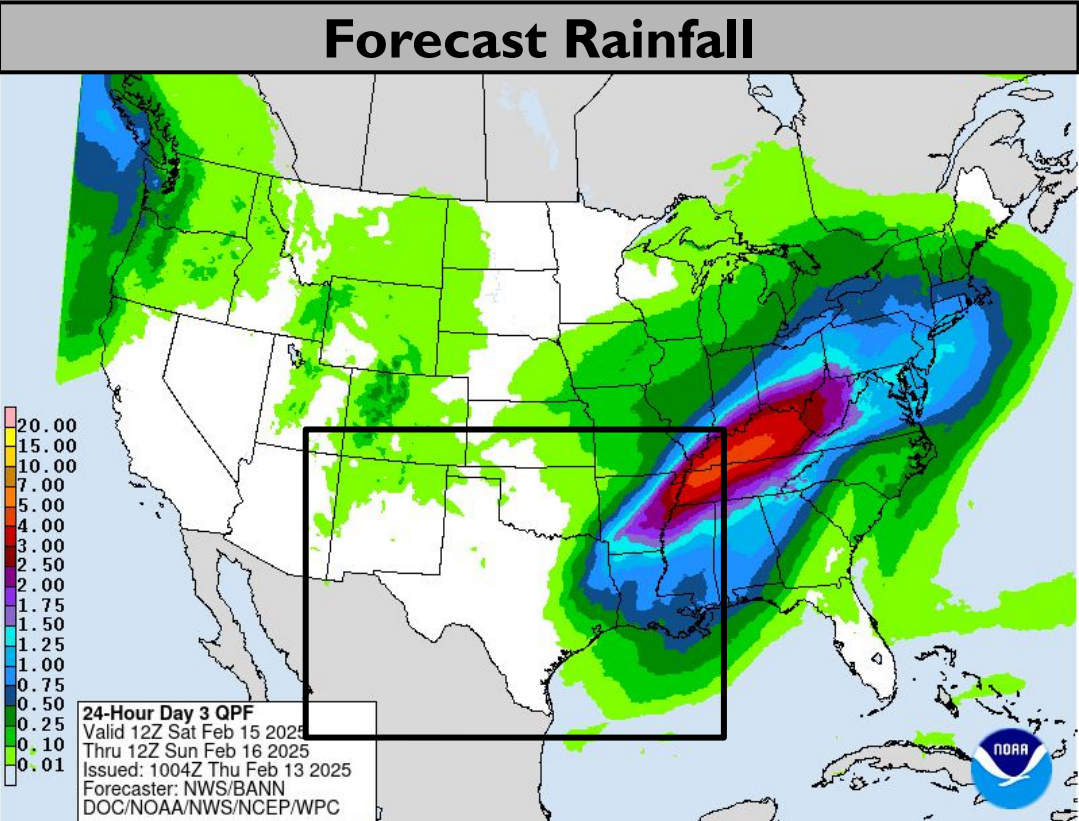 Forecast Rainfall
20.00
15.00
10.00
7.00
5.00
4.00
3.00
2.50
2.00
1.75
1.50
1.25
1.00
0.75
0.50
0.25
0.10
0.01
24-Hour Day 3 QPF
Valid 12Z Sat Feb 15 2025
Thru 12Z Sun Feb 16 2025
Issued: 1004Z Thu Feb 13 2025
Forecaster: NWS/BANN
DOC/NOAA/NWS/NCEP/WPC
NOAA